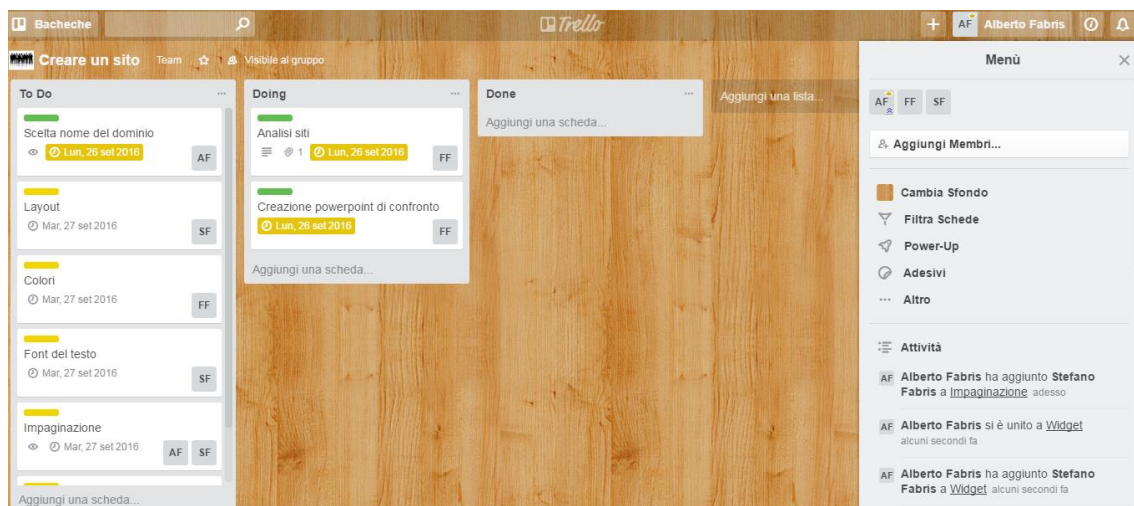 Bacheche
Trello
AF Alberto Fabris
Creare un sito Team Visibile al gruppo
To Do
Scelta nome del dominio
Lun, 26 set 2016
AF
Layout
Mar, 27 set 2016
SF
Colori
Mar, 27 set 2016
FF
Font del testo
Mar, 27 set 2016
SF
Impaginazione
Mar, 27 set 2016
AF SF
Aggiungi una scheda...
Doing
Analisi siti
1 Lun, 26 set 2016
FF
Creazione powerpoint di confronto
Lun, 26 set 2016
FF
Aggiungi una scheda...
Done
Aggiungi una scheda...
Aggiungi una lista...
Menù
AF FF SF
Aggiungi Membri...
Cambia Sfondo
Filtra Schede
Power-Up
Adesivi
Altro
Attività
AF Alberto Fabris ha aggiunto Stefano
Fabris a Impaginazione adesso
AF Alberto Fabris si è unito a Widget
alcuni secondi fa
AF Alberto Fabris ha aggiunto Stefano
Fabris a Widget alcuni secondi fa